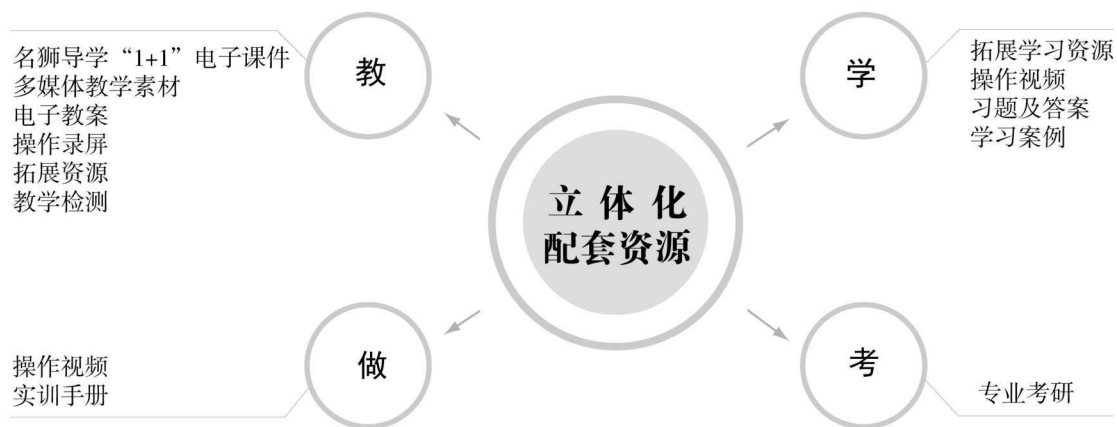 教
名狮导学“1+1”电子课件
多媒体教学素材
电子教案
操作录屏
拓展资源
教学检测
学
拓展学习资源
操作视频
习题及答案
学习案例
立体化
配套资源
做
操作视频
实训手册
考
专业考研